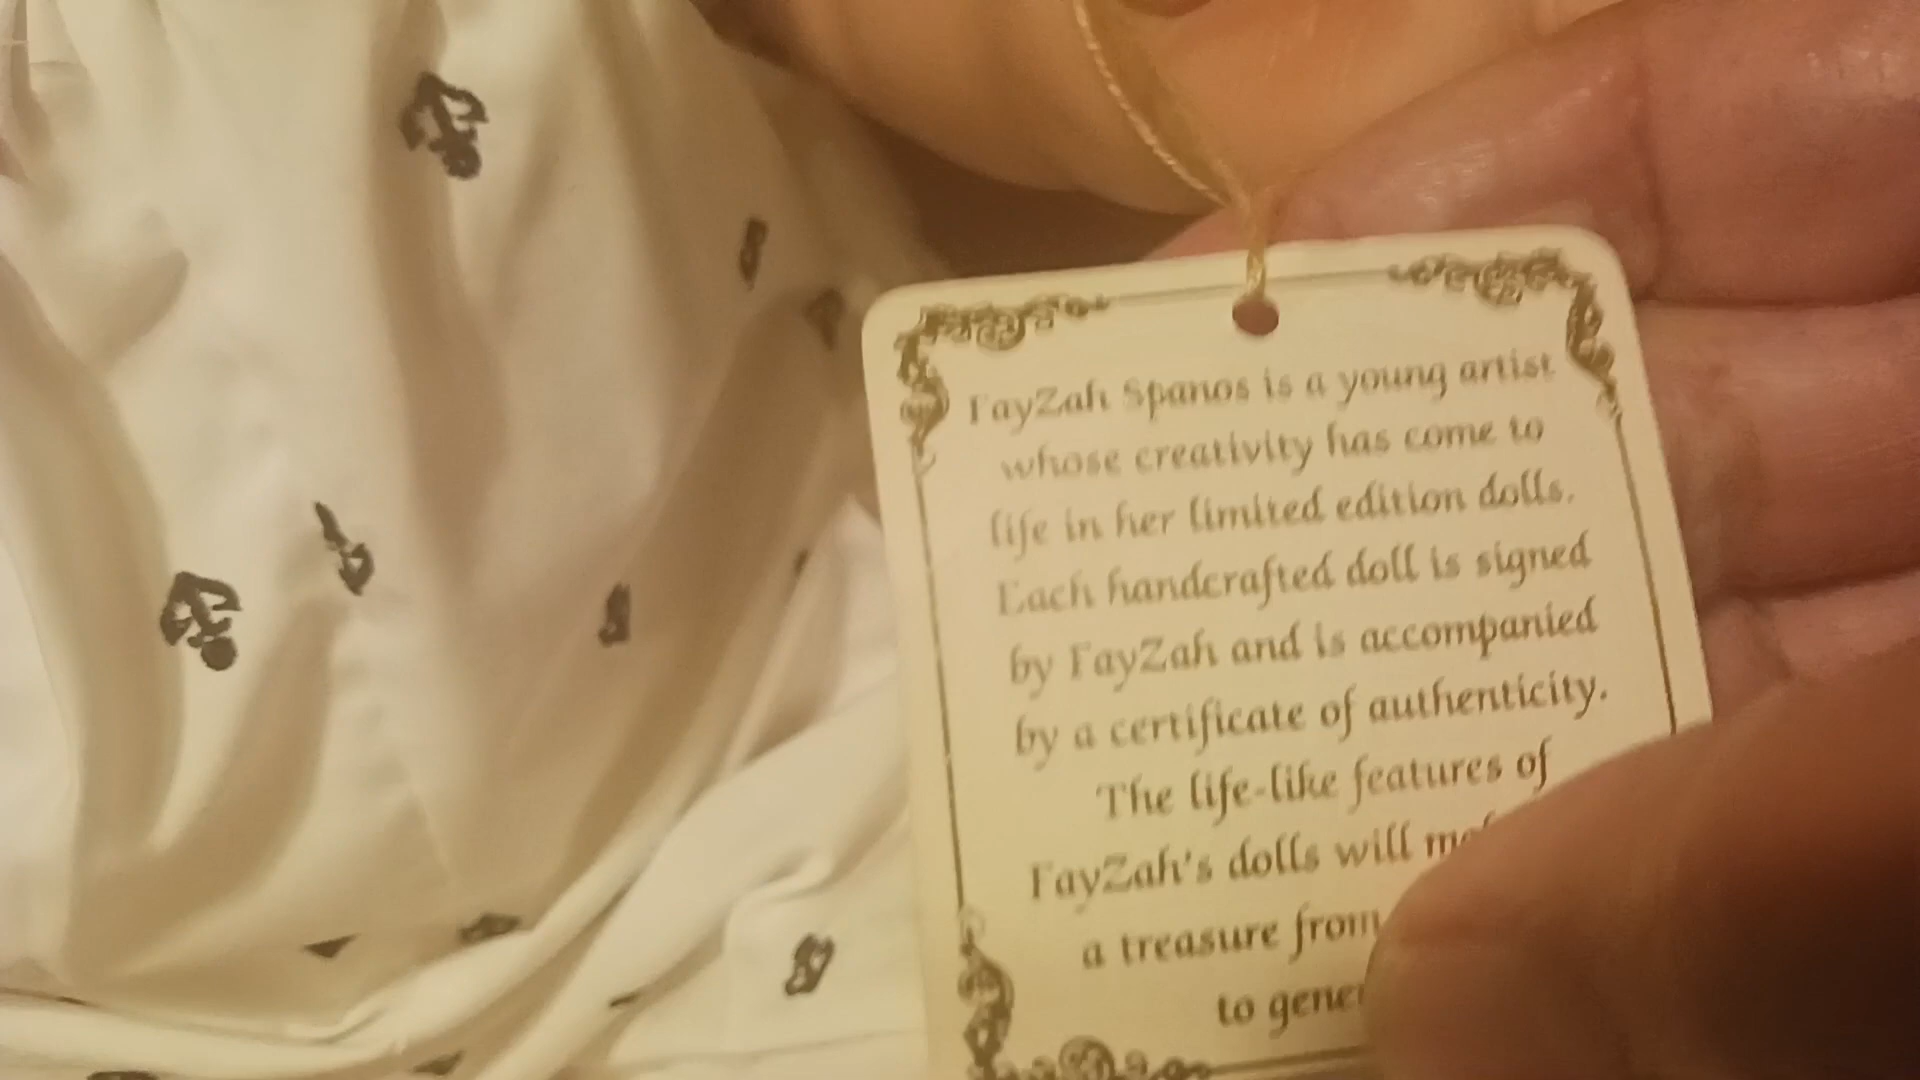 FayZah Spanos is a young artist
whose creativity has come to
life in her limited edition dolls.
Each handcrafted doll is signed
by FayZah and is accompanied
by a certificate of authenticity.
The life-like features of
FayZah's dolls will
a treasure from
to